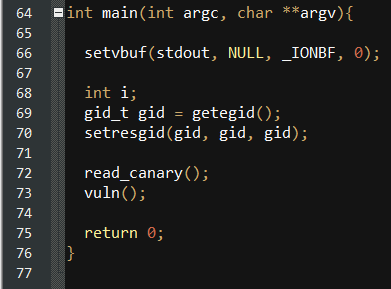 64 int main(int argc, char **argv){
65
66   setvbuf(stdout, NULL, _IONBF, 0);
67
68   int i;
69   gid_t gid = getegid();
70   setresgid(gid, gid, gid);
71
72   read_canary();
73   vuln();
74
75   return 0;
76 }
77